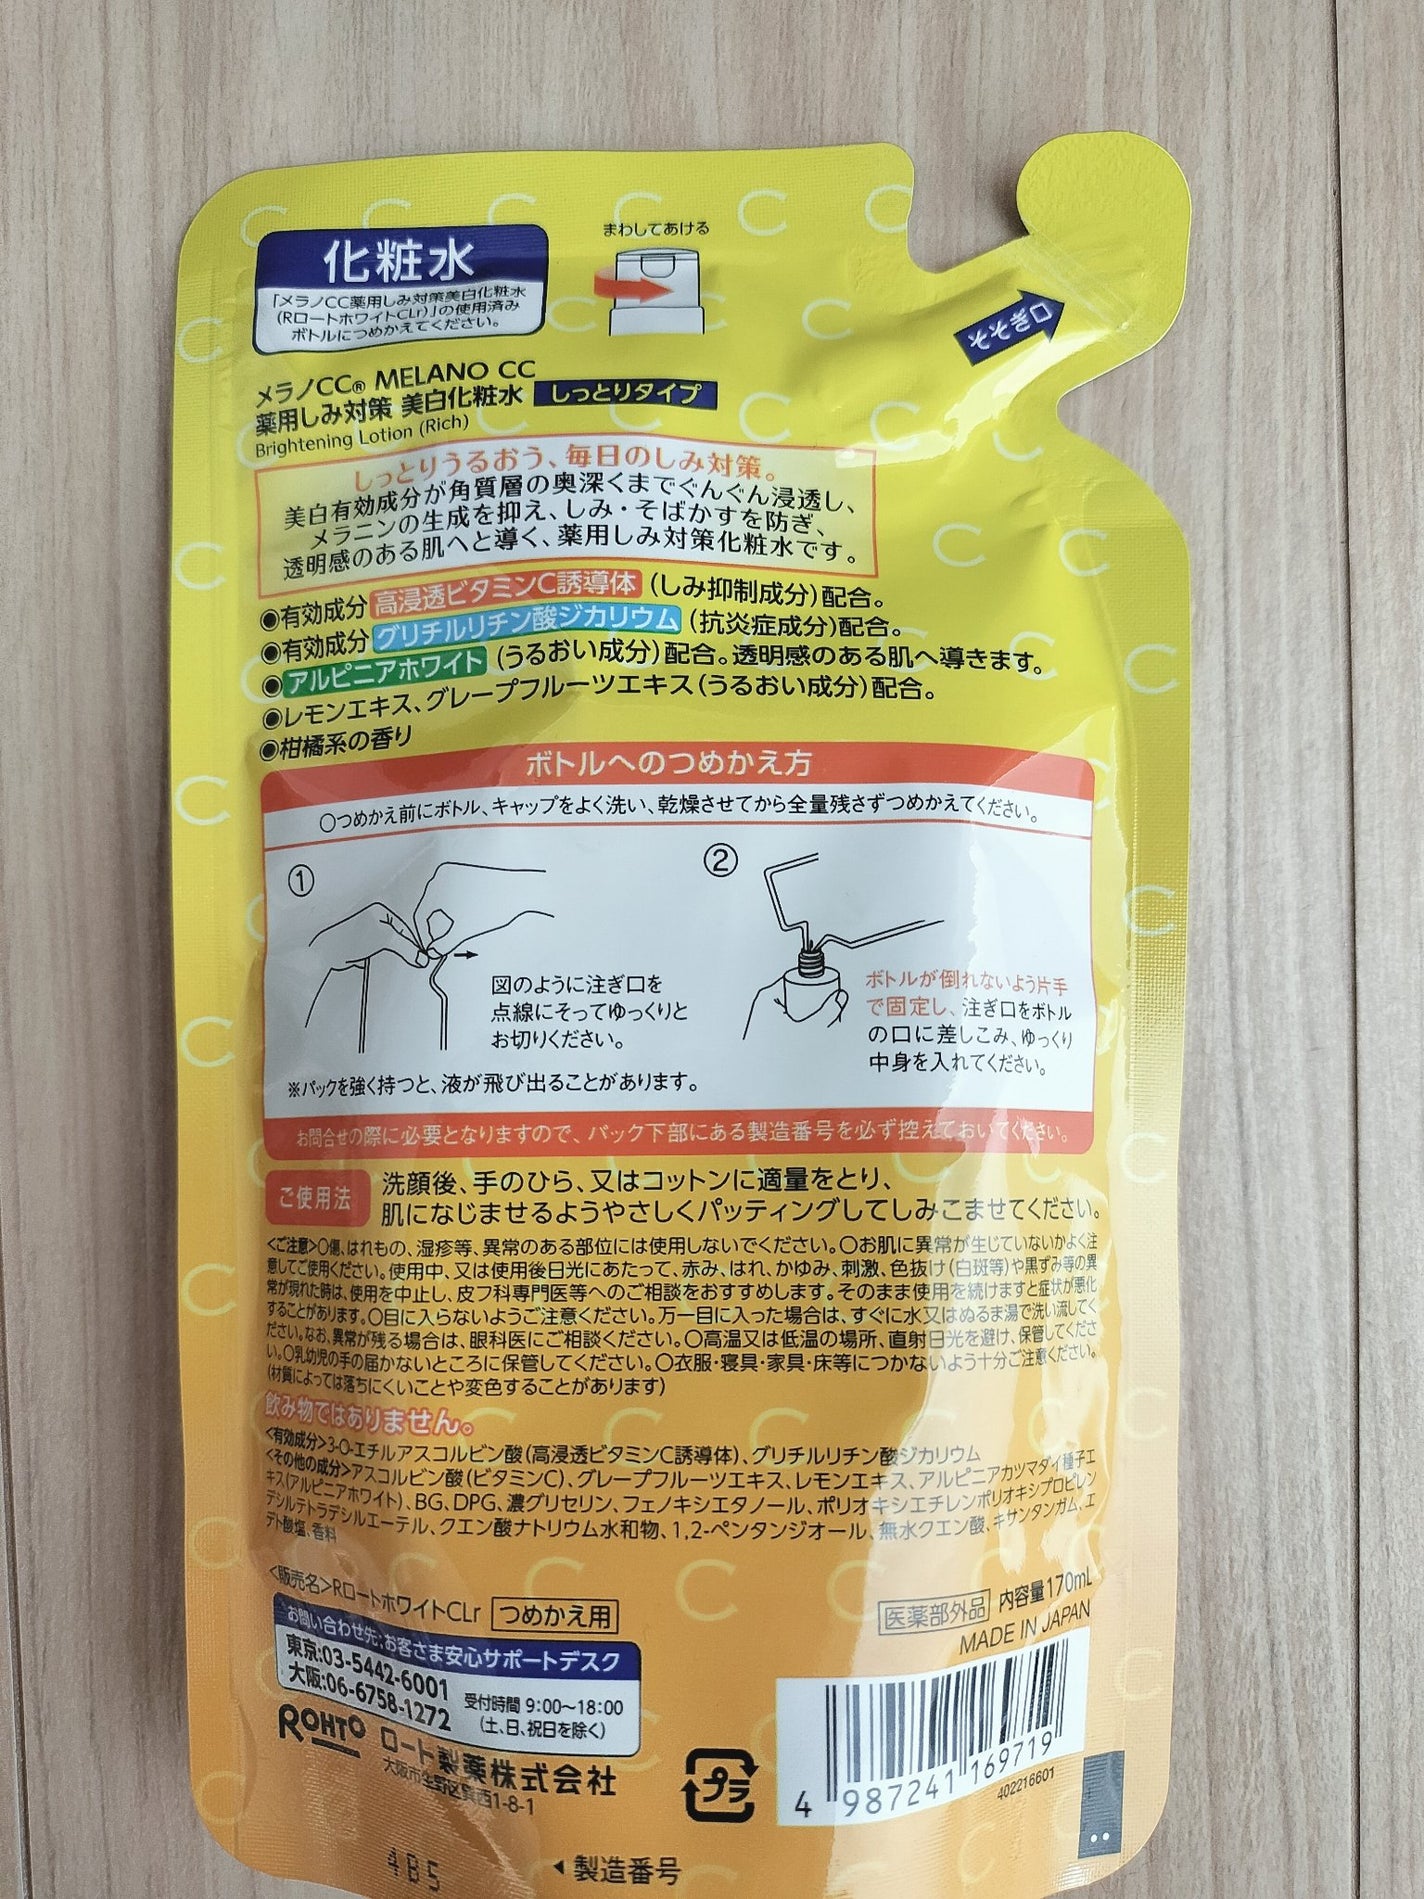 まわしてあける
そそぎ口
化粧水
「メラノCC薬用しみ対策美白化粧水
(RロートホワイトCLr)」の使用済み
ボトルにつめかえてください。
メラノCC® MELANO CC
薬用しみ対策 美白化粧水 しっとりタイプ
Brightening Lotion (Rich)
しっとりうるおう、毎日のしみ対策。
美白有効成分が角質層の奥深くまでぐんぐん浸透し、
メラニンの生成を抑え、しみ・そばかすを防ぎ、
透明感のある肌へと導く、薬用しみ対策化粧水です。
◉有効成分 高浸透ビタミンC誘導体 (しみ抑制成分)配合。
◉有効成分 グリチルリチン酸ジカリウム (抗炎症成分)配合。
◉アルピニアホワイト (うるおい成分)配合。透明感のある肌へ導きます。
◉レモンエキス、グレープフルーツエキス(うるおい成分)配合。
◉柑橘系の香り
ボトルへのつめかえ方
○つめかえ前にボトル、キャップをよく洗い、乾燥させてから全量残さずつめかえてください。
①
図のように注ぎ口を
点線にそってゆっくりと
お切りください。
②
ボトルが倒れないよう片手
で固定し、注ぎ口をボトル
の口に差しこみ、ゆっくり
中身を入れてください。
※パックを強く持つと、液が飛び出ることがあります。
お問合せの際に必要となりますので、パック下部にある製造番号を必ず控えておいてください。
ご使用法
洗顔後、手のひら、又はコットンに適量をとり、
肌になじませるようやさしくパッティングしてしみこませてください。
<ご注意>○傷、はれもの、湿疹等、異常のある部位には使用しないでください。○お肌に異常が生じていないかよく注
意してご使用ください。使用中、又は使用後日光にあたって、赤み、はれ、かゆみ、刺激、色抜け(白斑等)や黒ずみ等の異
常が現れた時は、使用を中止し、皮フ科専門医等へのご相談をおすすめします。そのまま使用を続けますと症状が悪化
することがあります。○目に入らないようご注意ください。万一目に入った場合は、すぐに水又はぬるま湯で洗い流してく
ださい。なお、異常が残る場合は、眼科医にご相談ください。○高温又は低温の場所、直射日光を避け、保管してくださ
い。○乳幼児の手の届かないところに保管してください。○衣服・寝具・家具・床等につかないよう十分ご注意ください。
(材質によっては落ちにくいことや変色することがあります)
飲み物ではありません。
<有効成分>3-O-エチルアスコルビン酸(高浸透ビタミンC誘導体)、グリチルリチン酸ジカリウム
<その他の成分>アスコルビン酸(ビタミンC)、グレープフルーツエキス、レモンエキス、アルピニアカツマダイ種子エ
キス(アルピニアホワイト)、BG、DPG、濃グリセリン、フェノキシエタノール、ポリオキシエチレンポリオキシプロピレン
デシルテトラデシルエーテル、クエン酸ナトリウム水和物、1,2-ペンタンジオール、無水クエン酸、キサンタンガム、エ
デト酸塩、香料
<販売名>RロートホワイトCLr つめかえ用
医薬部外品 内容量170mL
MADE IN JAPAN
お問い合わせ先:お客さま安心サポートデスク
東京:03-5442-6001
大阪:06-6758-1272
受付時間 9:00〜18:00
(土、日、祝日を除く)
ROHTO ロート製薬株式会社
大阪市生野区巽西1-8-1
プラ
4 987241 169719
402216601
4B5
◀製造番号